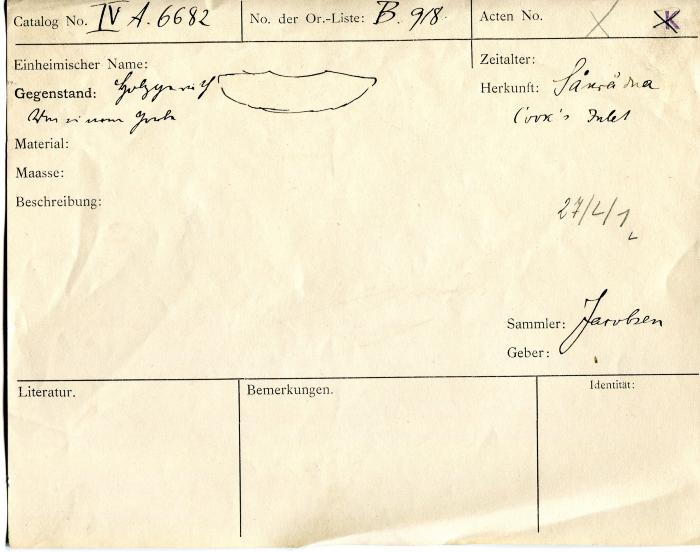 Catalog No. IV A. 6682
No. der Or.-Liste: B. 918.
Acten No. K
Einheimischer Name:
Zeitalter:
Gegenstand:
Herkunft:
Cook's Inlet
Material:
Maasse:
Beschreibung:
27/L/1
L
Sammler: Jacobsen
Geber:
Literatur.
Bemerkungen.
Identität: